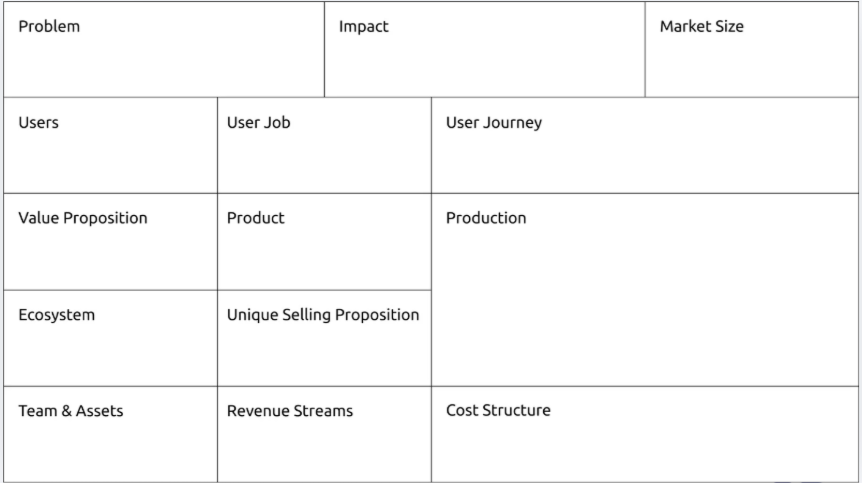 Problem
Impact
Market Size
Users
User Job
User Journey
Value Proposition
Product
Production
Ecosystem
Unique Selling Proposition
Team & Assets
Revenue Streams
Cost Structure